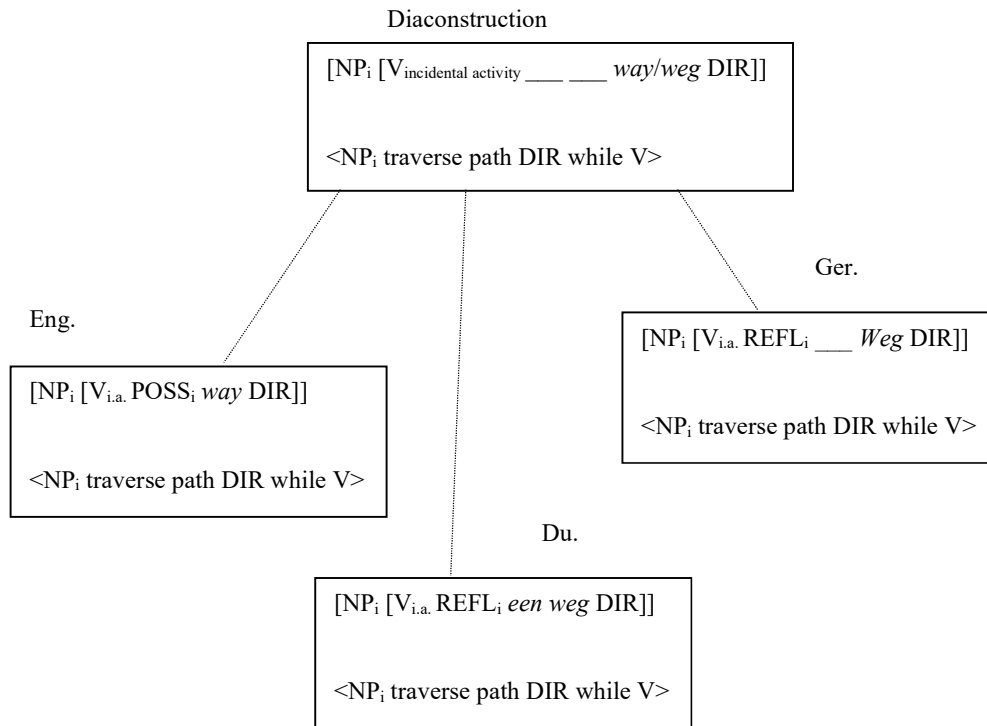 Diaconstruction
[NPi [Vincidental activity ___ ___ way/weg DIR]]
<NPi traverse path DIR while V>
Ger.
Eng.
[NPi [Vi.a. REFLi ___ Weg DIR]]
<NPi traverse path DIR while V>
[NPi [Vi.a. POSSi way DIR]]
<NPi traverse path DIR while V>
Du.
[NPi [Vi.a. REFLi een weg DIR]]
<NPi traverse path DIR while V>